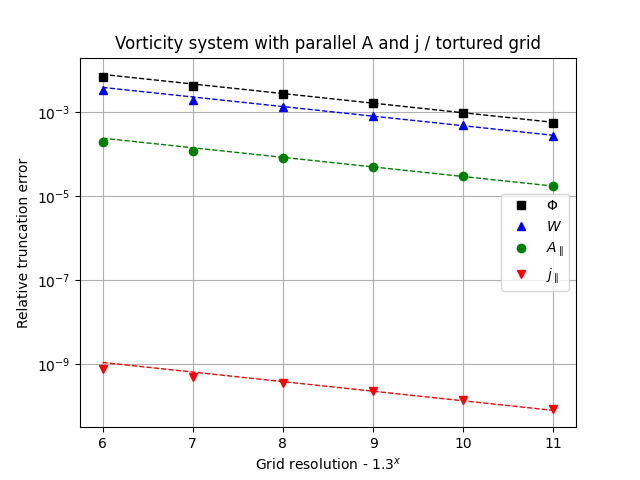 Vorticity system with parallel A and j / tortured grid
Relative truncation error
10⁻³
10⁻⁵
10⁻⁷
10⁻⁹
Φ
W
A∥
j∥
6 7 8 9 10 11
Grid resolution - 1.3ˣ